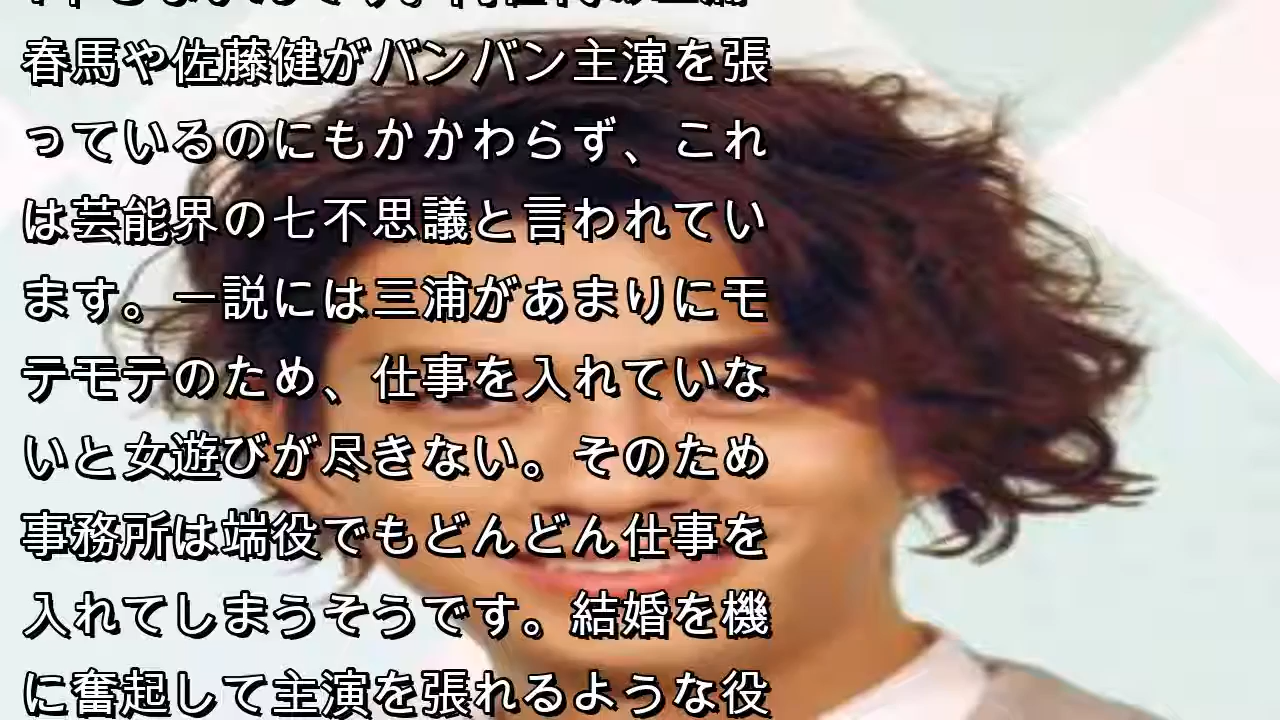 春馬や佐藤健がバンバン主演を張
っているのにもかかわらず、これ
は芸能界の七不思議と言われてい
ます。一説には三浦があまりにモ
テモテのため、仕事を入れていな
いと女遊びが尽きない。そのため
事務所は端役でもどんどん仕事を
入れてしまうそうです。結婚を機
に奮起して主演を張れるような役